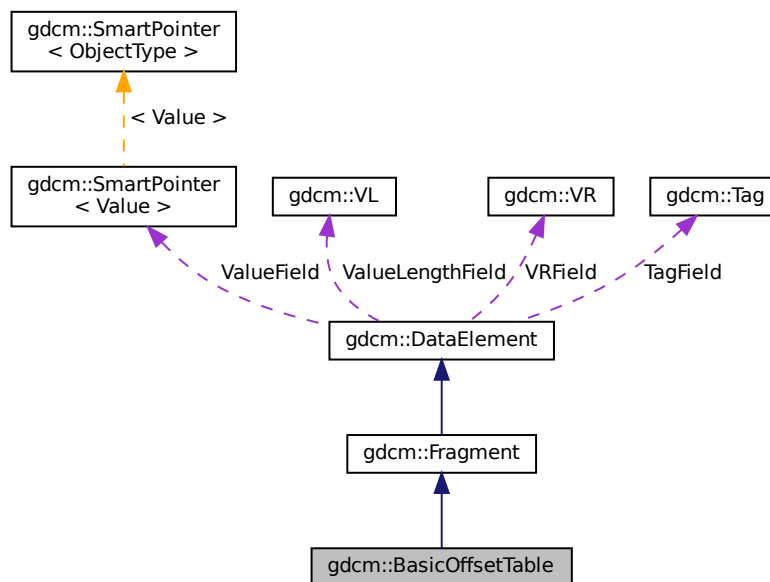 gdcm::SmartPointer
< ObjectType >
< Value >
gdcm::SmartPointer
< Value >
gdcm::VL
gdcm::VR
gdcm::Tag
ValueField
ValueLengthField
VRField
TagField
gdcm::DataElement
gdcm::Fragment
gdcm::BasicOffsetTable